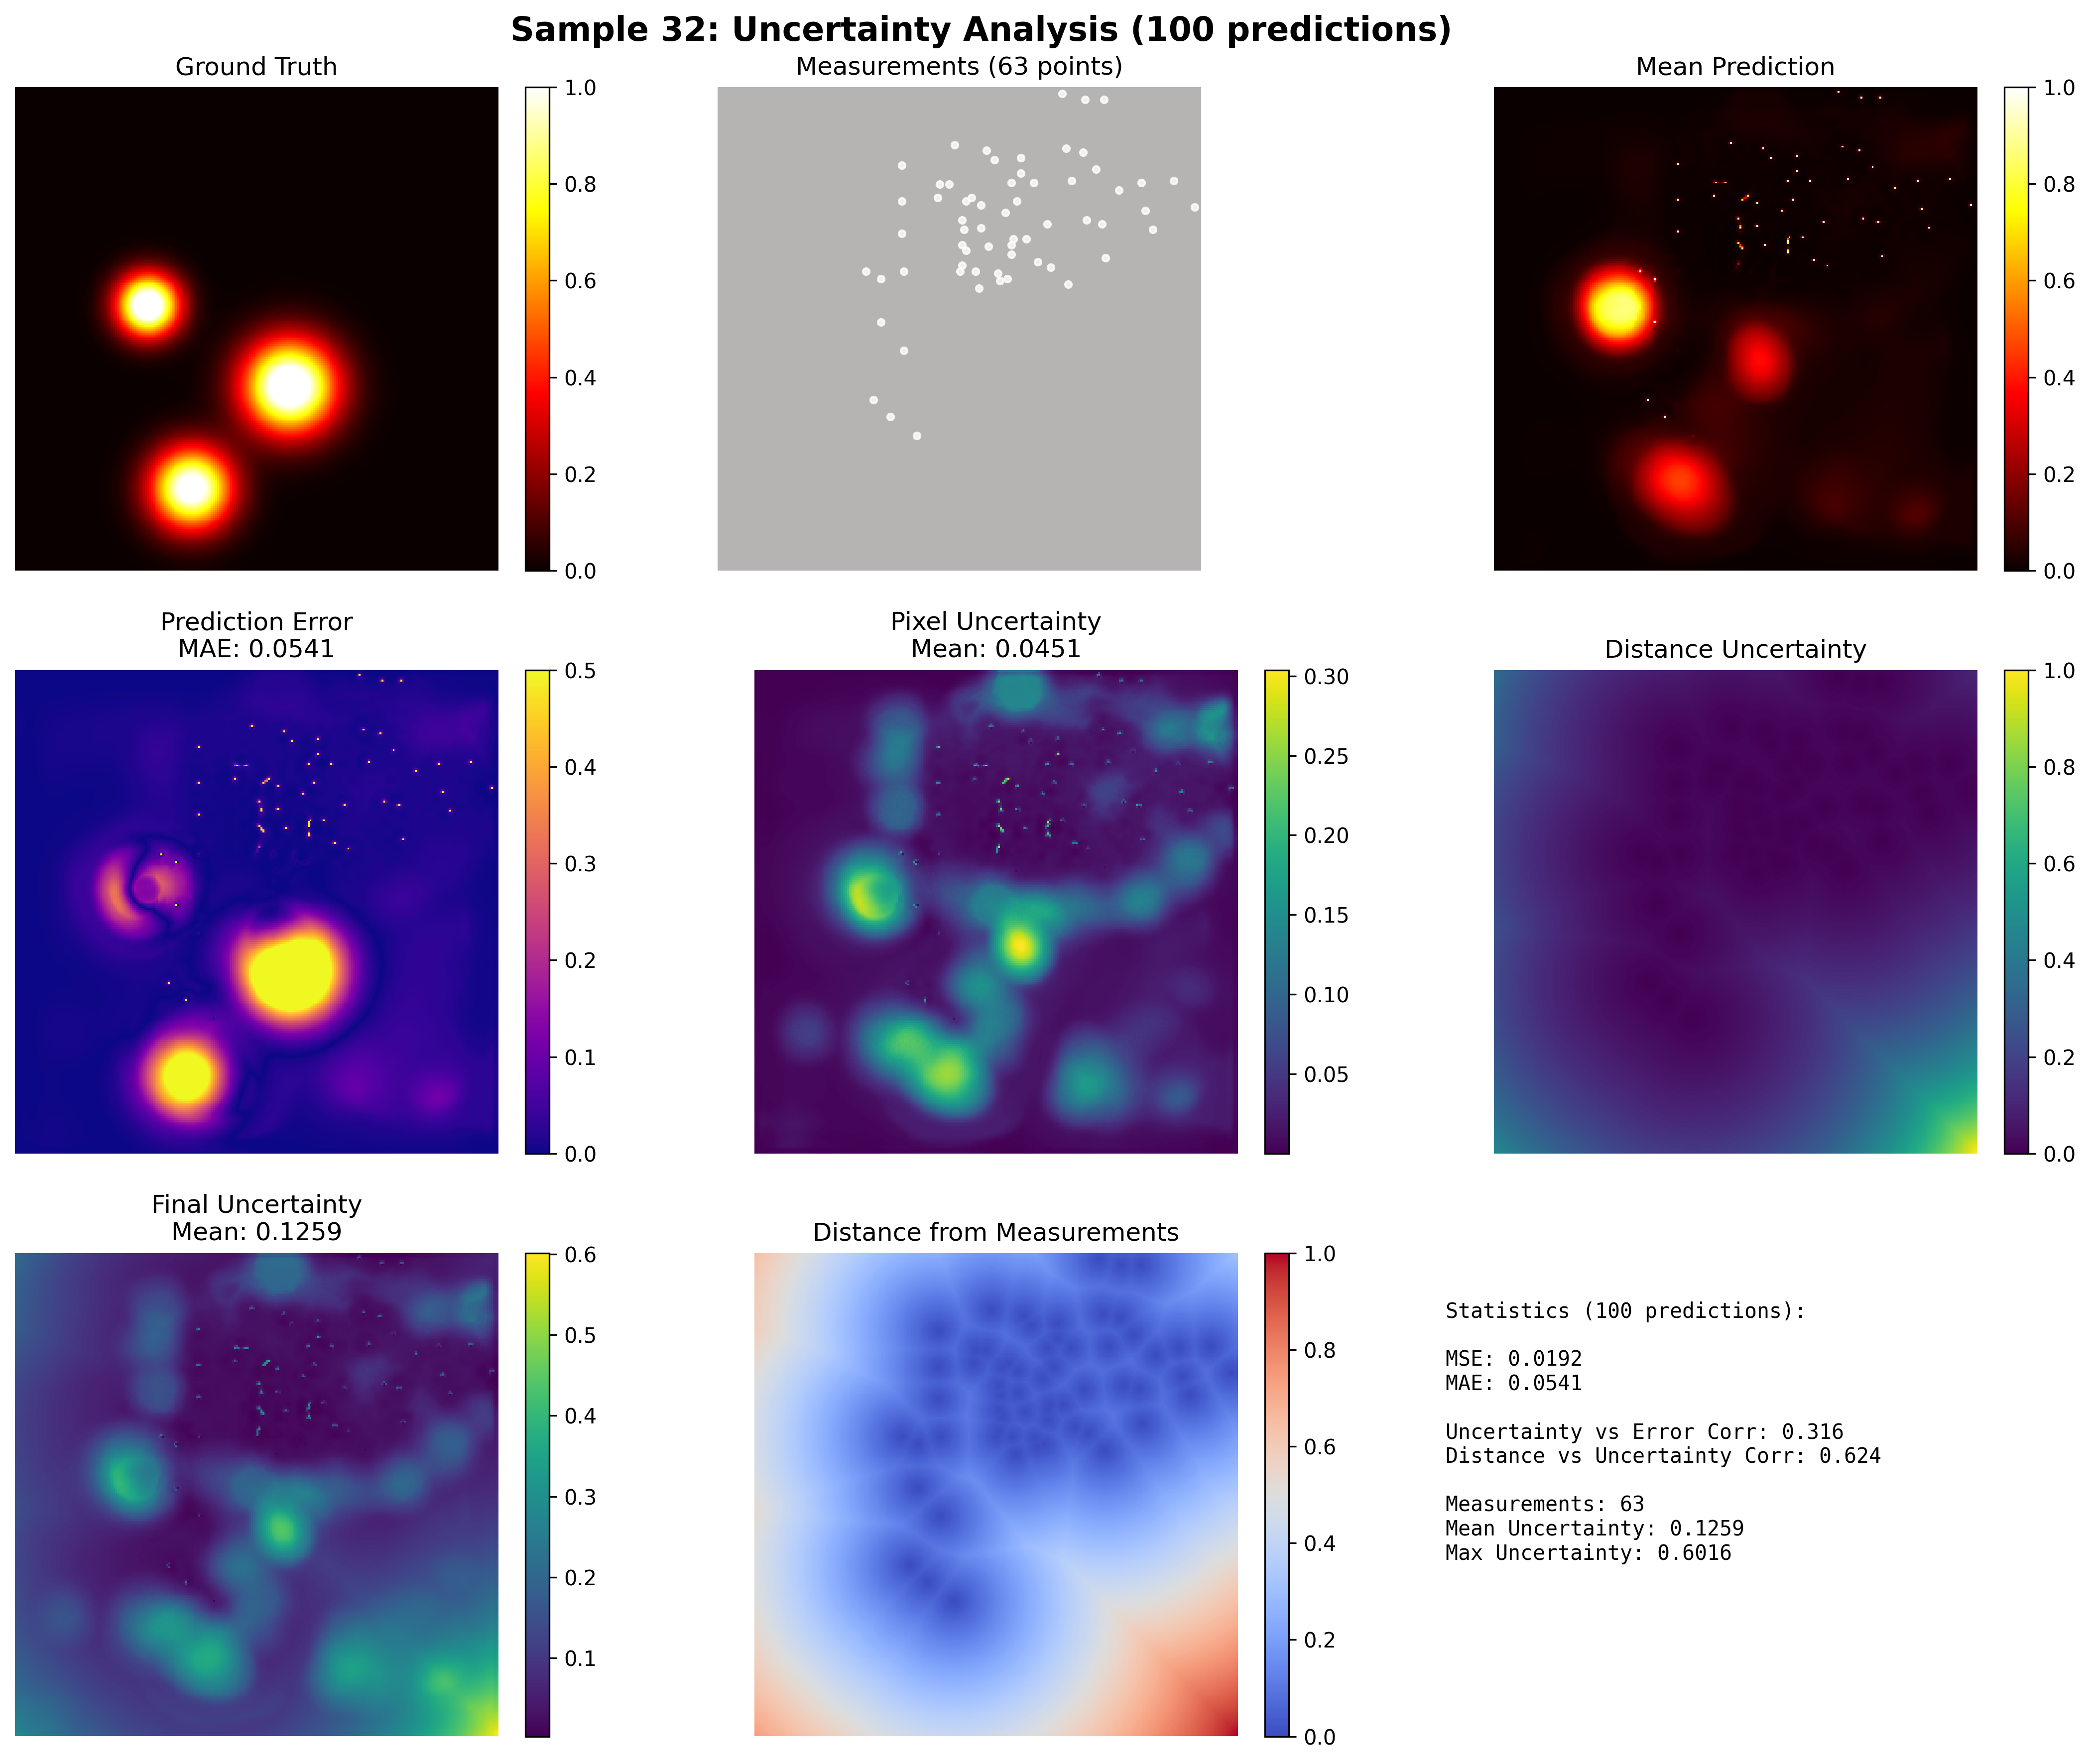 Sample 32: Uncertainty Analysis (100 predictions)
Ground Truth
1.0
0.8
0.6
0.4
0.2
0.0
Measurements (63 points)
Mean Prediction
1.0
0.8
0.6
0.4
0.2
0.0
Prediction Error
MAE: 0.0541
0.5
0.4
0.3
0.2
0.1
0.0
Pixel Uncertainty
Mean: 0.0451
0.30
0.25
0.20
0.15
0.10
0.05
Distance Uncertainty
1.0
0.8
0.6
0.4
0.2
0.0
Final Uncertainty
Mean: 0.1259
0.6
0.5
0.4
0.3
0.2
0.1
Distance from Measurements
1.0
0.8
0.6
0.4
0.2
0.0
Statistics (100 predictions):
MSE: 0.0192
MAE: 0.0541
Uncertainty vs Error Corr: 0.316
Distance vs Uncertainty Corr: 0.624
Measurements: 63
Mean Uncertainty: 0.1259
Max Uncertainty: 0.6016